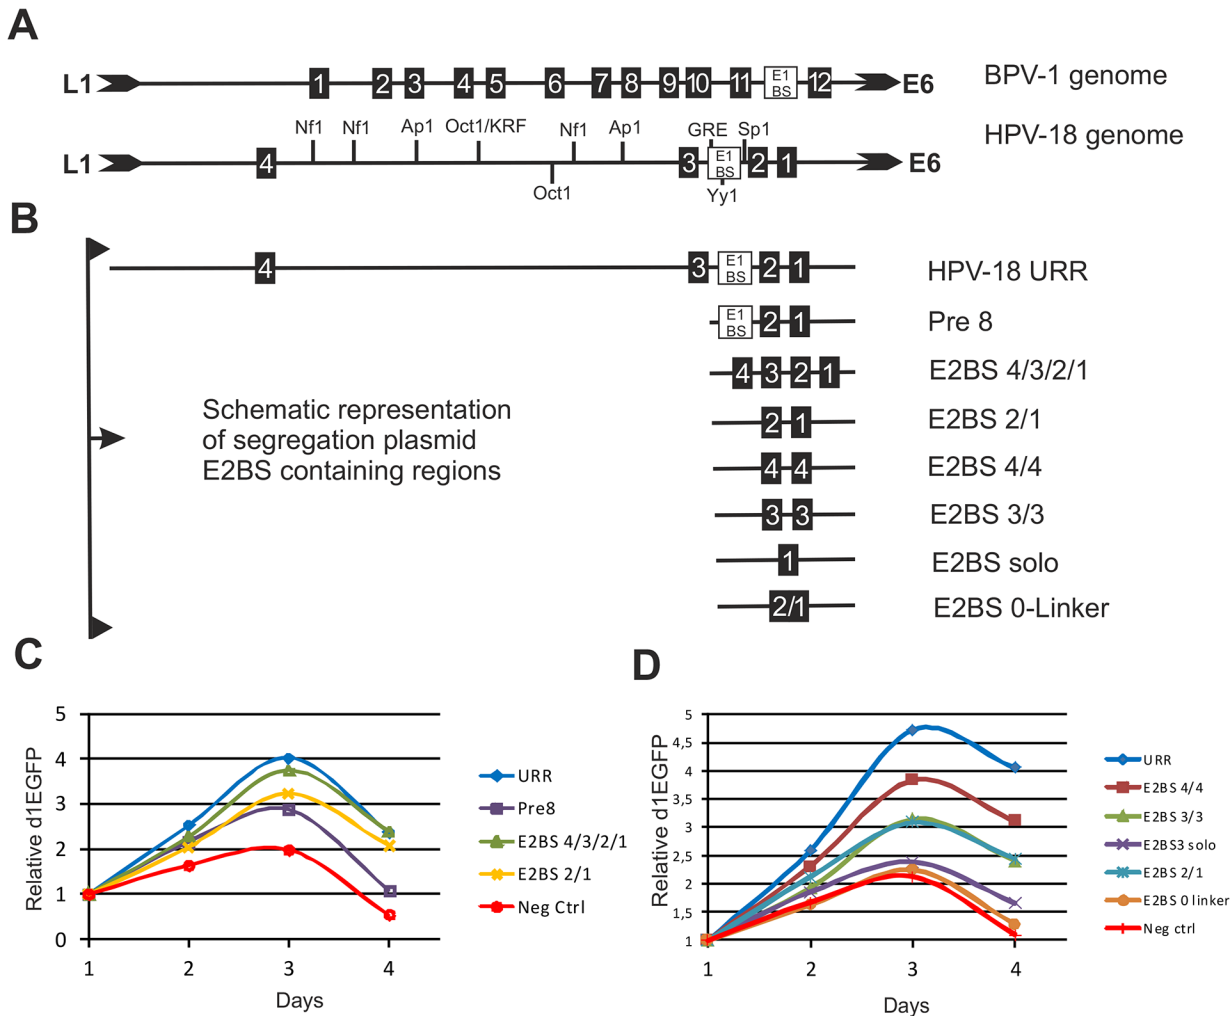 A
L1 1 2 3 4 5 6 7 8 9 10 11 E1 BS 12 E6 BPV-1 genome
Nf1 Nf1 Ap1 Oct1/KRF Nf1 Ap1 GRE Sp1 HPV-18 genome
L1 4 3 E1 BS 2 1 E6
Oct1 Yy1
B
4 3 E1 BS 2 1 HPV-18 URR
E1 BS 2 1 Pre 8
4 3 2 1 E2BS 4/3/2/1
2 1 E2BS 2/1
4 4 E2BS 4/4
3 3 E2BS 3/3
1 E2BS solo
2/1 E2BS 0-Linker
Schematic representation
of segregation plasmid
E2BS containing regions
C
Relative d1EGFP
5
4
3
2
1
0
1 2 3 4
Days
URR
Pre8
E2BS 4/3/2/1
E2BS 2/1
Neg Ctrl
D
Relative d1EGFP
5
4,5
4
3,5
3
2,5
2
1,5
1
1 2 3 4
Days
URR
E2BS 4/4
E2BS 3/3
E2BS3 solo
E2BS 2/1
E2BS 0 linker
Neg ctrl